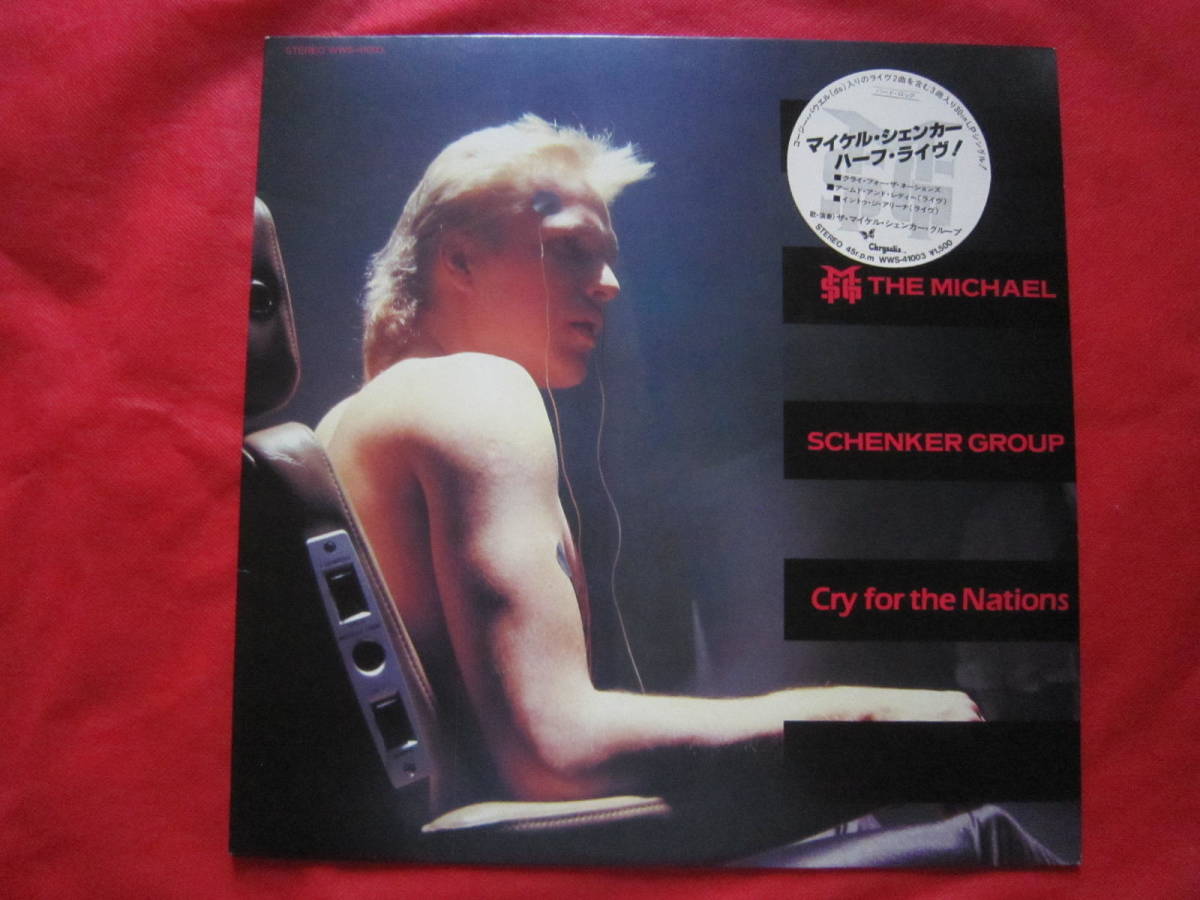 STEREO WWS-41003
コージー・パウエル(ds)入りのライヴ2曲を含む3曲入り30cmLPシングル!
ハード・ロック
マイケル・シェンカー
ハーフ・ライヴ!
■クライ・フォー・ザ・ネーションズ
■アームド・アンド・レディー(ライヴ)
■イントゥ・ジ・アリーナ(ライヴ)
歌・演奏)ザ・マイケル・シェンカー・グループ
Chrysalis
STEREO 45r.p.m WWS-41003 ¥1,500
MSG THE MICHAEL
SCHENKER GROUP
Cry for the Nations